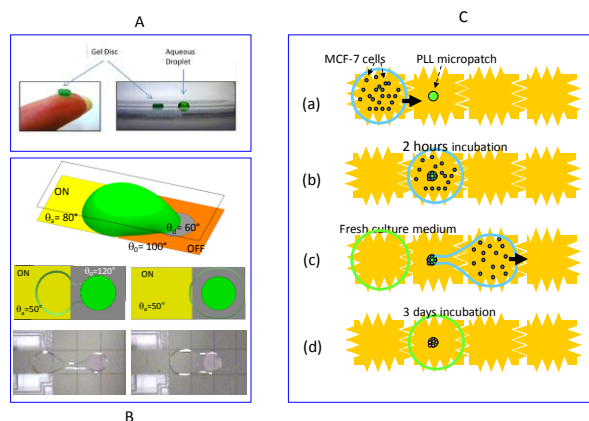 A
C
Gel Disc
Aqueous
Droplet
ON
θa = 80°
θd = 60°
θ0 = 100°
OFF
ON
θ0=120°
θa=50°
ON
θa=50°
B
MCF-7 cells
PLL micropatch
(a)
2 hours incubation
(b)
Fresh culture medium
(c)
3 days incubation
(d)